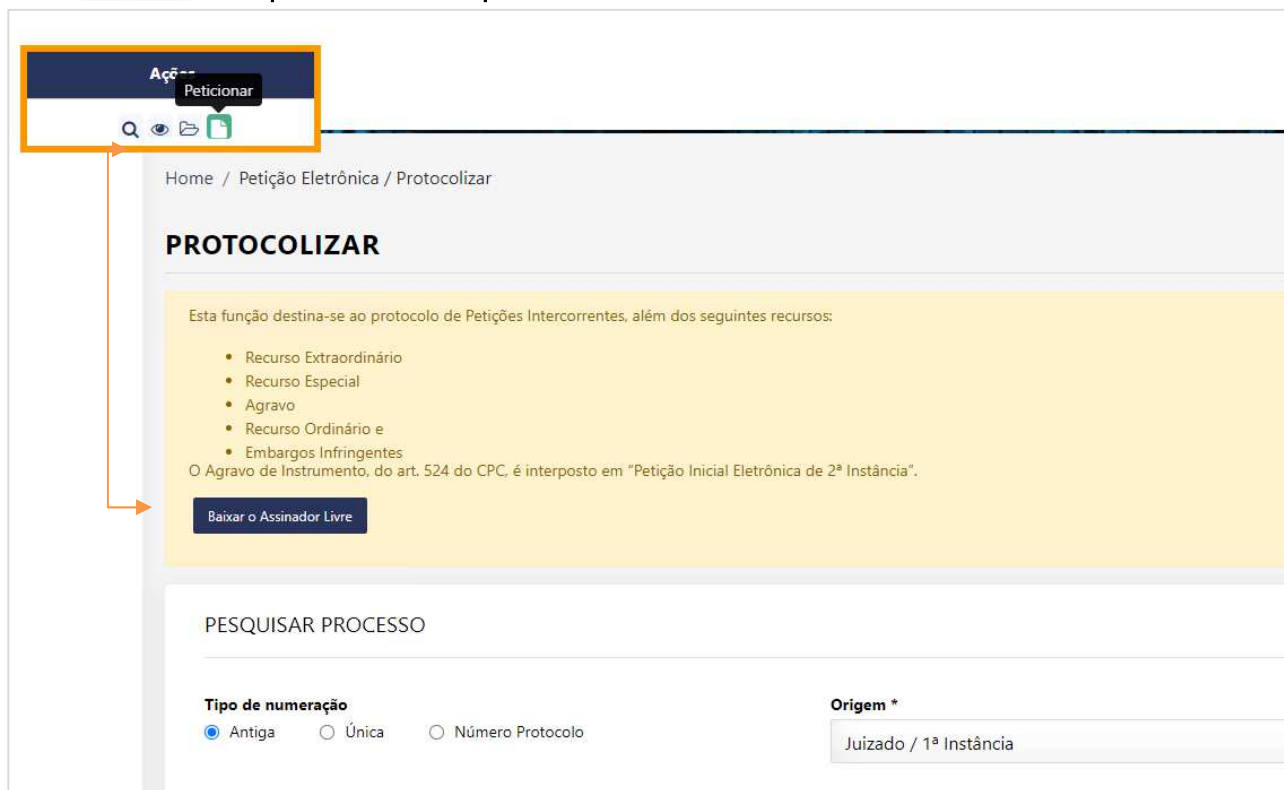 Peticionar
Home / Petição Eletrônica / Protocolizar
PROTOCOLIZAR
Esta função destina-se ao protocolo de Petições Intercorrentes, além dos seguintes recursos:
• Recurso Extraordinário
• Recurso Especial
• Agravo
• Recurso Ordinário e
• Embargos Infringentes
O Agravo de Instrumento, do art. 524 do CPC, é interposto em “Petição Inicial Eletrônica de 2ª Instância”.
Baixar o Assinador Livre
PESQUISAR PROCESSO
Tipo de numeração Origem *
Antiga Única Número Protocolo
Juizado / 1ª Instância